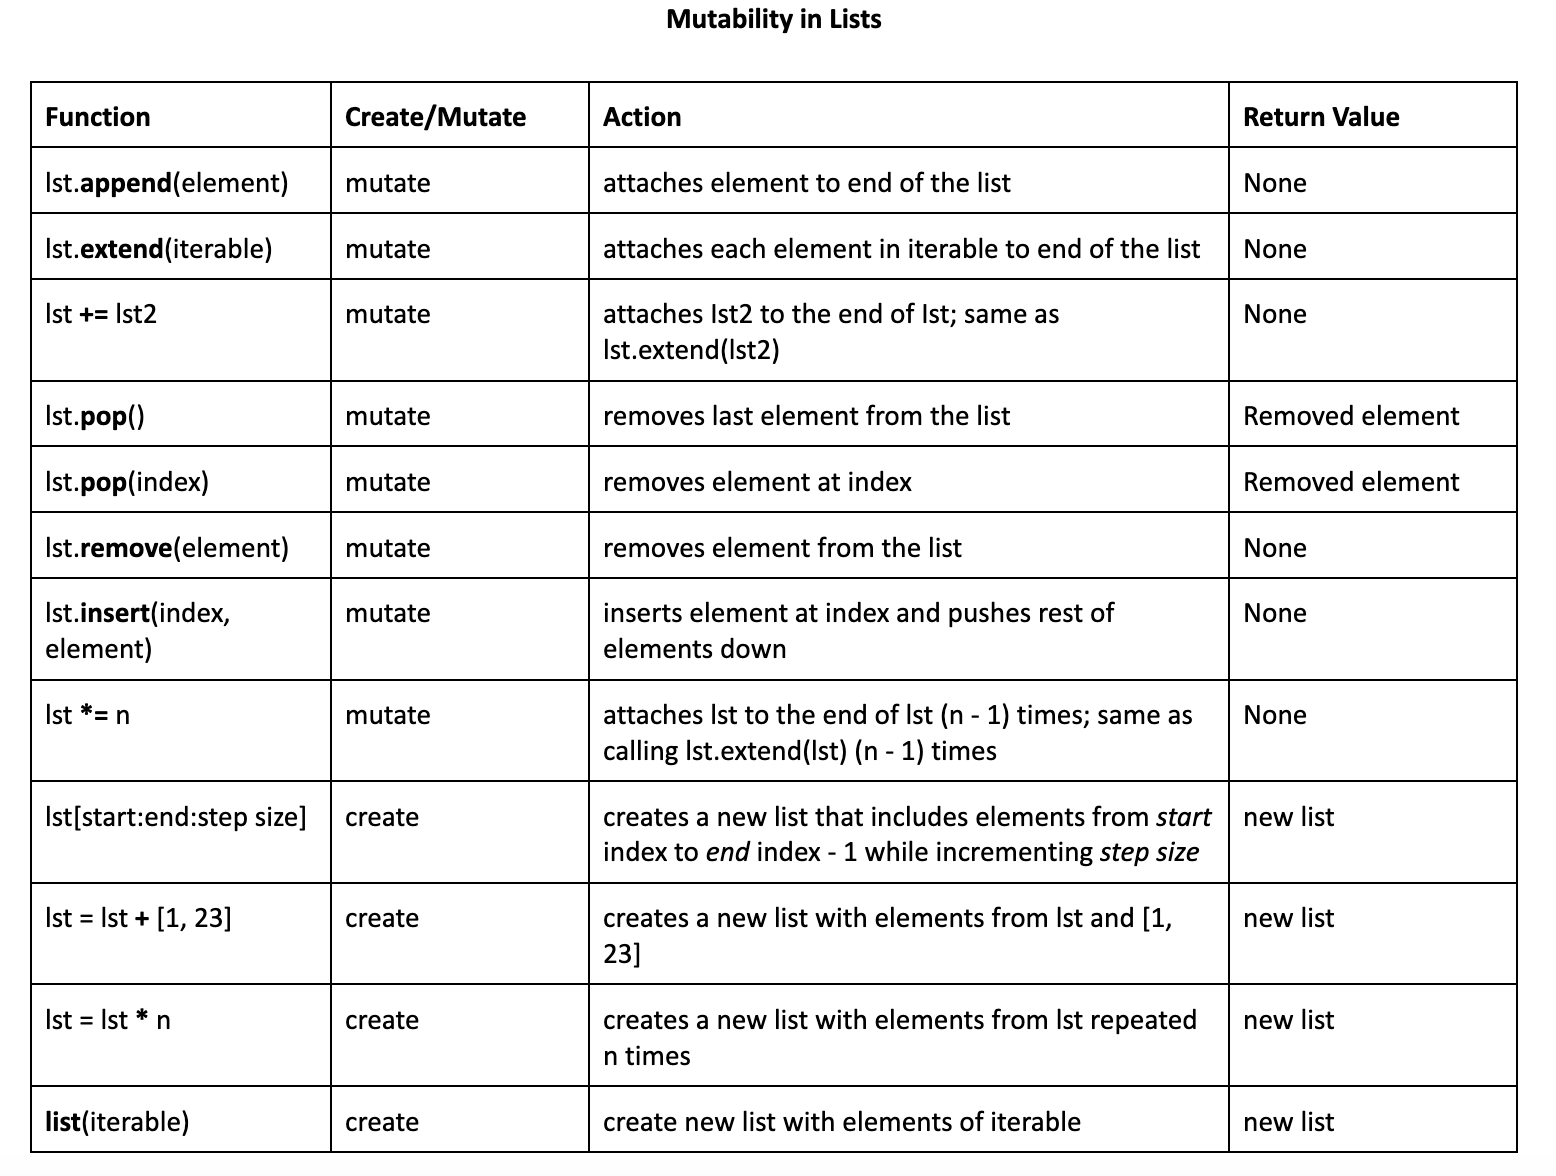 Mutability in Lists
Function Create/Mutate Action Return Value
lst.append(element) mutate attaches element to end of the list None
lst.extend(iterable) mutate attaches each element in iterable to end of the list None
lst += lst2 mutate attaches lst2 to the end of lst; same as None
lst.extend(lst2)
lst.pop() mutate removes last element from the list Removed element
lst.pop(index) mutate removes element at index Removed element
lst.remove(element) mutate removes element from the list None
lst.insert(index, mutate inserts element at index and pushes rest of None
element) elements down
lst *= n mutate attaches lst to the end of lst (n - 1) times; same as None
calling lst.extend(lst) (n - 1) times
lst[start:end:step size] create creates a new list that includes elements from start new list
index to end index - 1 while incrementing step size
lst = lst + [1, 23] create creates a new list with elements from lst and [1, new list
23]
lst = lst * n create creates a new list with elements from lst repeated new list
n times
list(iterable) create create new list with elements of iterable new list